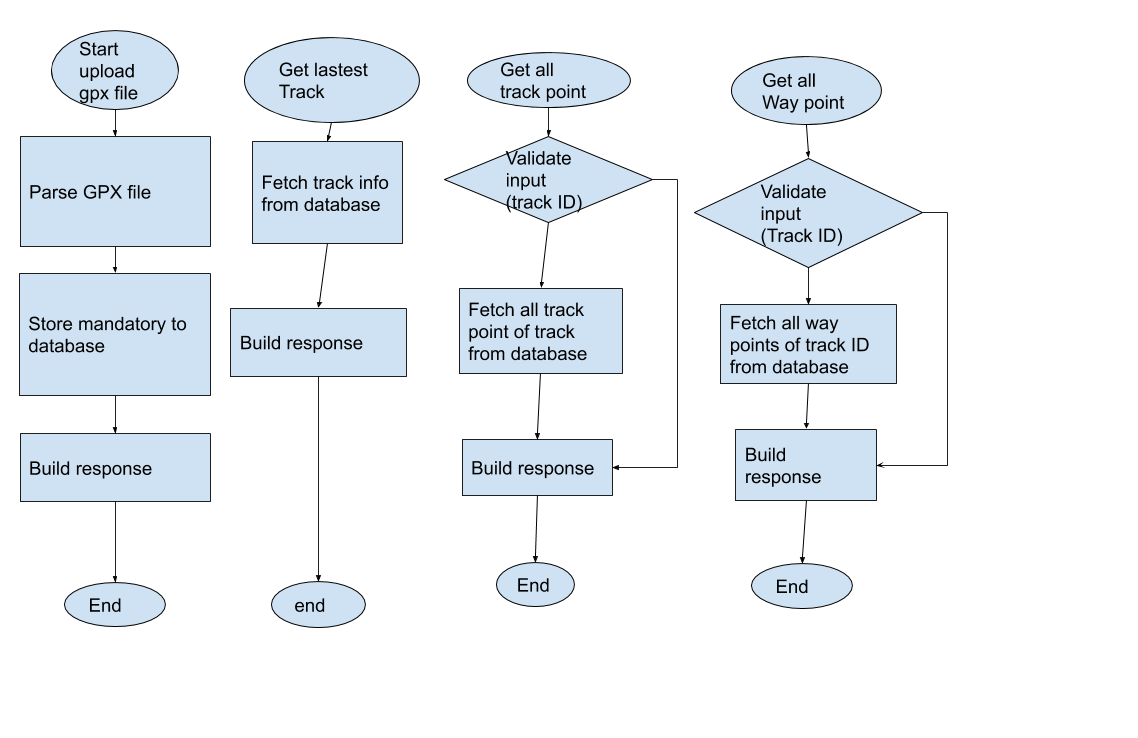 Start
upload
gpx file
Parse GPX file
Store mandatory to
database
Build response
End
Get lastest
Track
Fetch track info
from database
Build response
end
Get all
track point
Validate
input
(track ID)
Fetch all track
point of track
from database
Build response
End
Get all
Way point
Validate
input
(Track ID)
Fetch all way
points of track ID
from database
Build
response
End